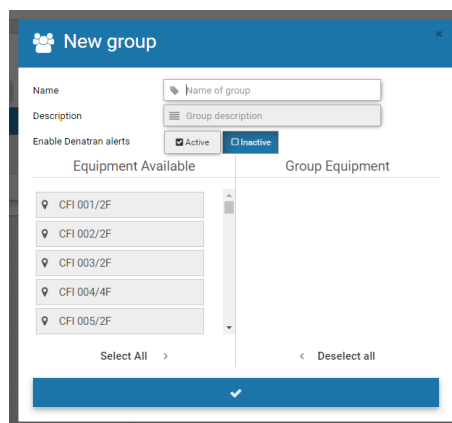 New group
×
Name
Name of group
Description
Group description
Enable Denatran alerts
Active
Inactive
Equipment Available
Group Equipment
CFI 001/2F
CFI 002/2F
CFI 003/2F
CFI 004/4F
CFI 005/2F
Select All >
< Deselect all